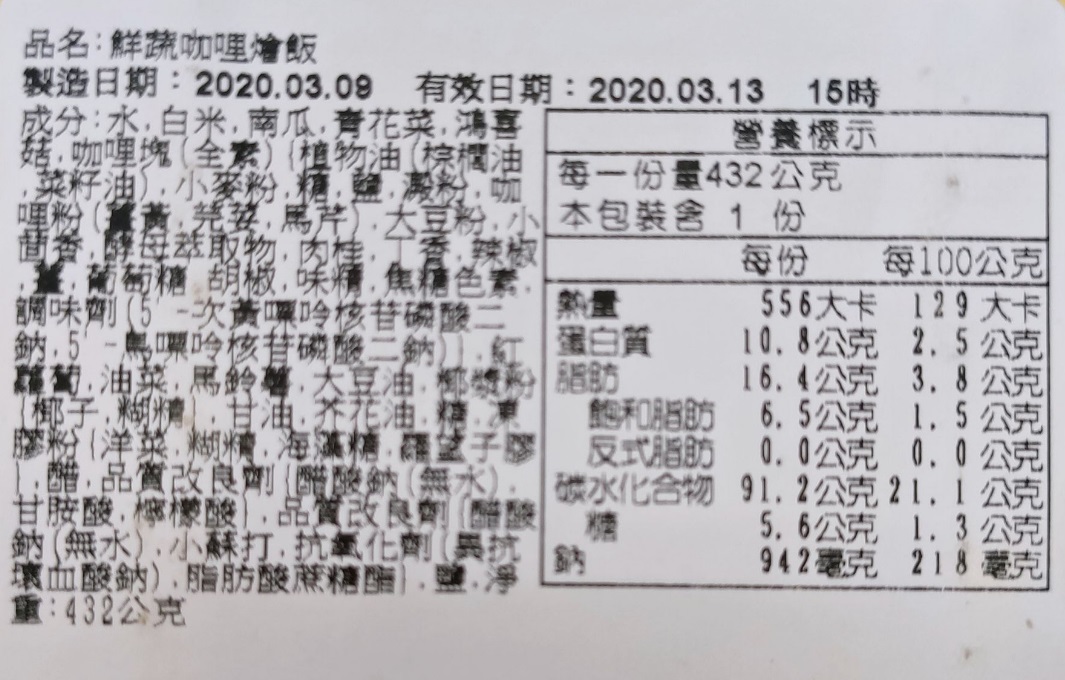 品名:鮮蔬咖哩燴飯
製造日期：2020.03.09　有效日期：2020.03.13　15時
成分:水,白米,南瓜,青花菜,鴻喜
菇,咖哩塊(全素){植物油(棕櫚油
,菜籽油),小麥粉,糖,鹽,澱粉,咖
哩粉(薑黃,芫荽,馬芹),大豆粉,小
茴香,酵母萃取物,肉桂,丁香,辣椒
,薑,葡萄糖,胡椒,味精,焦糖色素,
調味劑(5'-次黃嘌呤核苷磷酸二
鈉,5'-鳥嘌呤核苷磷酸二鈉)},紅
蘿蔔,油菜,馬鈴薯,大豆油,椰漿粉
{椰子,糊精},甘油,芥花油,糖,凍
膠粉{洋菜,糊精,海藻糖,羅望子膠
},醋,品質改良劑{醋酸鈉(無水),
甘胺酸,檸檬酸},品質改良劑{醋酸
鈉(無水),小蘇打,抗氧化劑(異抗
壞血酸鈉),脂肪酸蔗糖酯},鹽,淨
重:432公克
營養標示
每一份量432公克
本包裝含 1 份
每份　每100公克
熱量　556大卡　129大卡
蛋白質　10.8公克　2.5公克
脂肪　16.4公克　3.8公克
飽和脂肪　6.5公克　1.5公克
反式脂肪　0.0公克　0.0公克
碳水化合物　91.2公克　21.1公克
糖　5.6公克　1.3公克
鈉　942毫克　218毫克